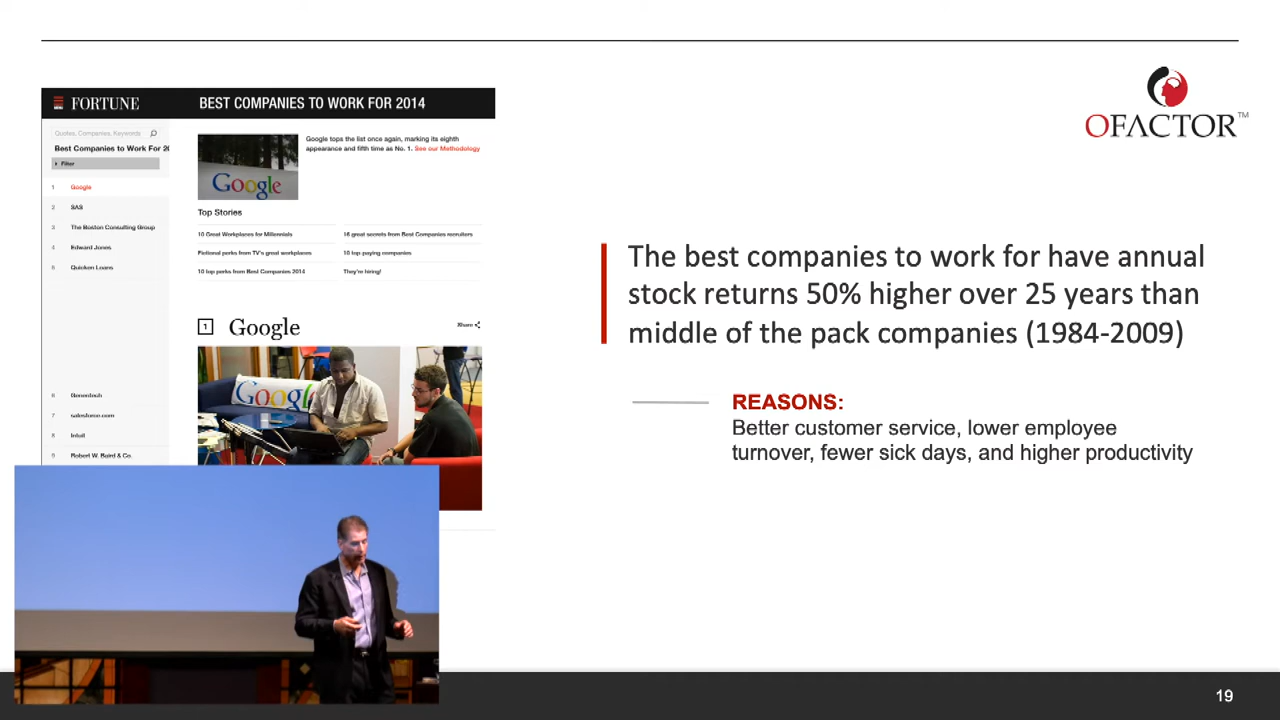 FORTUNE
BEST COMPANIES TO WORK FOR 2014
OFACTOR™
Quotes, Companies, Keywords
Best Companies to Work For 20
Filter
1 Google
2 SAS
3 The Boston Consulting Group
4 Edward Jones
5 Quicken Loans
6 Genentech
7 salesforce.com
8 Intuit
9 Robert W. Baird & Co.
Google
Google tops the list once again, marking its eighth
appearance and fifth time as No. 1. See our Methodology
Top Stories
10 Great Workplaces for Millennials
16 great secrets from Best Companies recruiters
Fictional perks from TV's great workplaces
10 top paying companies
10 top perks from Best Companies 2014
They're hiring!
1 Google
Share
Google
The best companies to work for have annual
stock returns 50% higher over 25 years than
middle of the pack companies (1984-2009)
REASONS:
Better customer service, lower employee
turnover, fewer sick days, and higher productivity
19